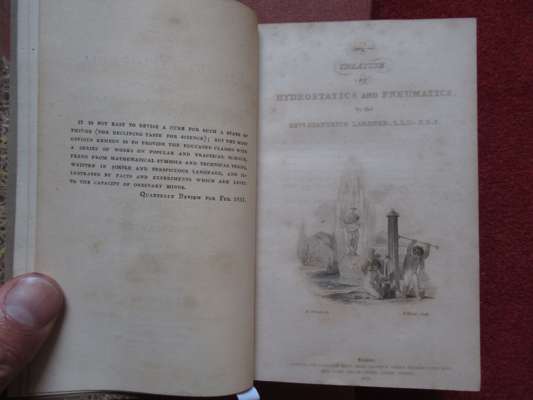 It is not easy to devise a cure for such a state of
things (the declining taste for science); but the most
obvious remedy is to provide the educated classes with
a series of works on popular and practical science,
freed from mathematical symbols and technical terms,
written in simple and perspicuous language, and il-
lustrated by facts and experiments which are level
to the capacity of ordinary minds.
Quarterly Review for Feb. 1831.
A
TREATISE
ON
HYDROSTATICS AND PNEUMATICS
By the
REV. DIONYSIUS LARDNER, L.L.D. F.R.S.
London: